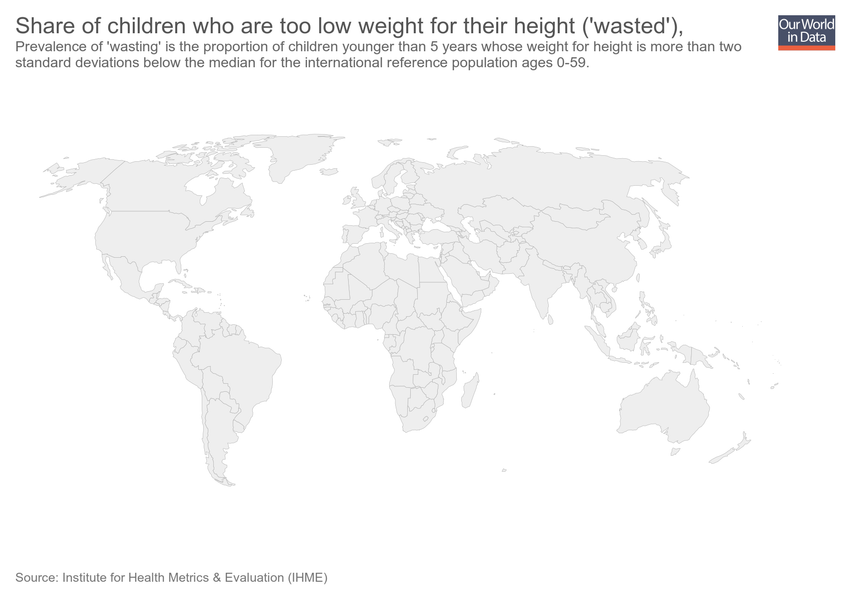 Share of children who are too low weight for their height ('wasted'),
Our World
in Data
Prevalence of 'wasting' is the proportion of children younger than 5 years whose weight for height is more than two
standard deviations below the median for the international reference population ages 0-59.
Source: Institute for Health Metrics & Evaluation (IHME)